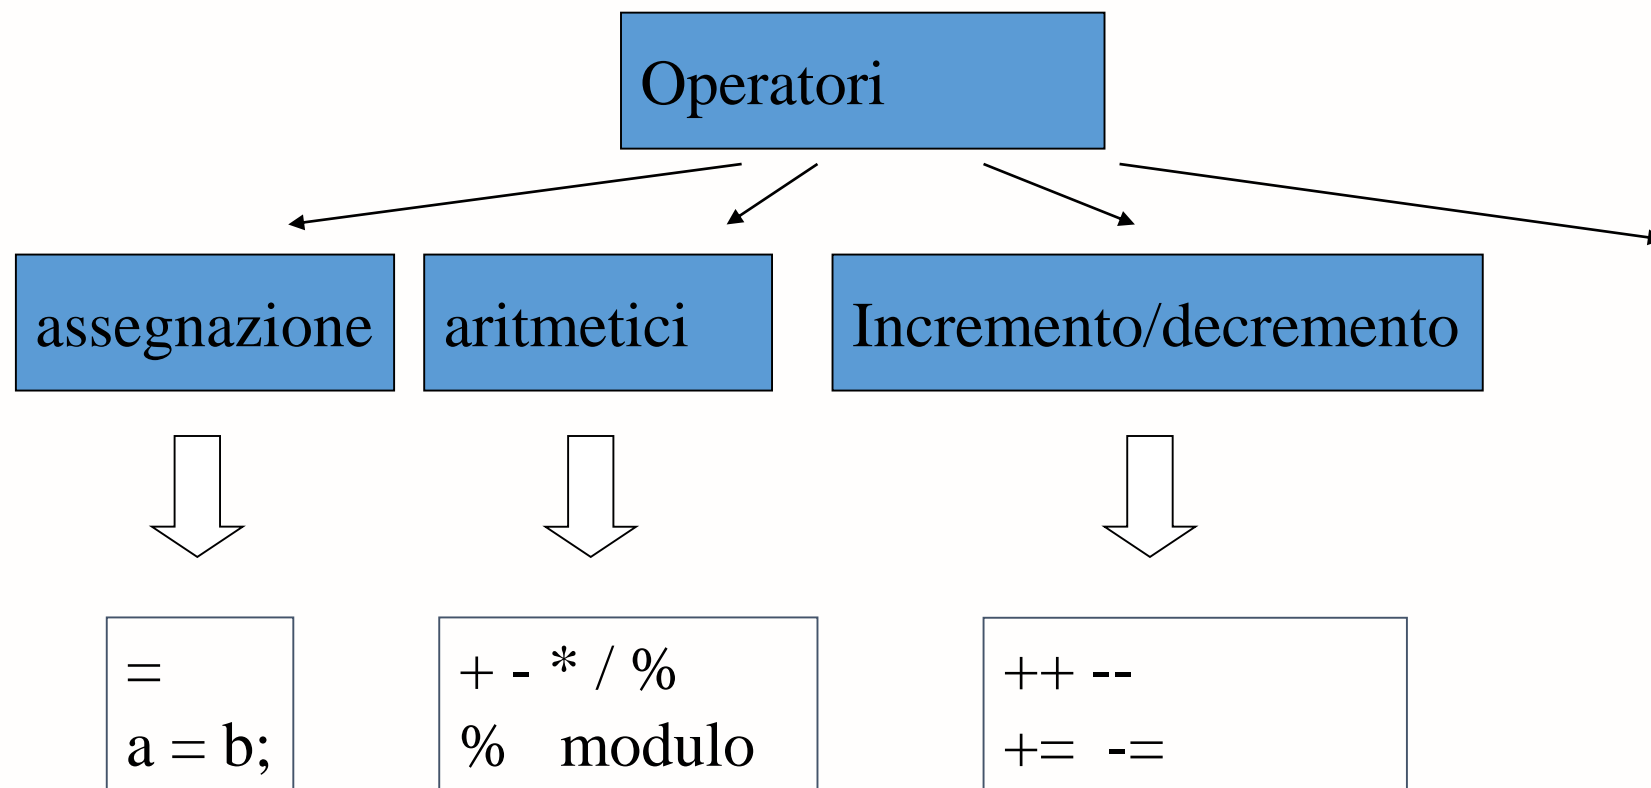 Operatori
assegnazione
aritmetici
Incremento/decremento
=
a = b;
+ - * / %
% modulo
++ --
+= -=